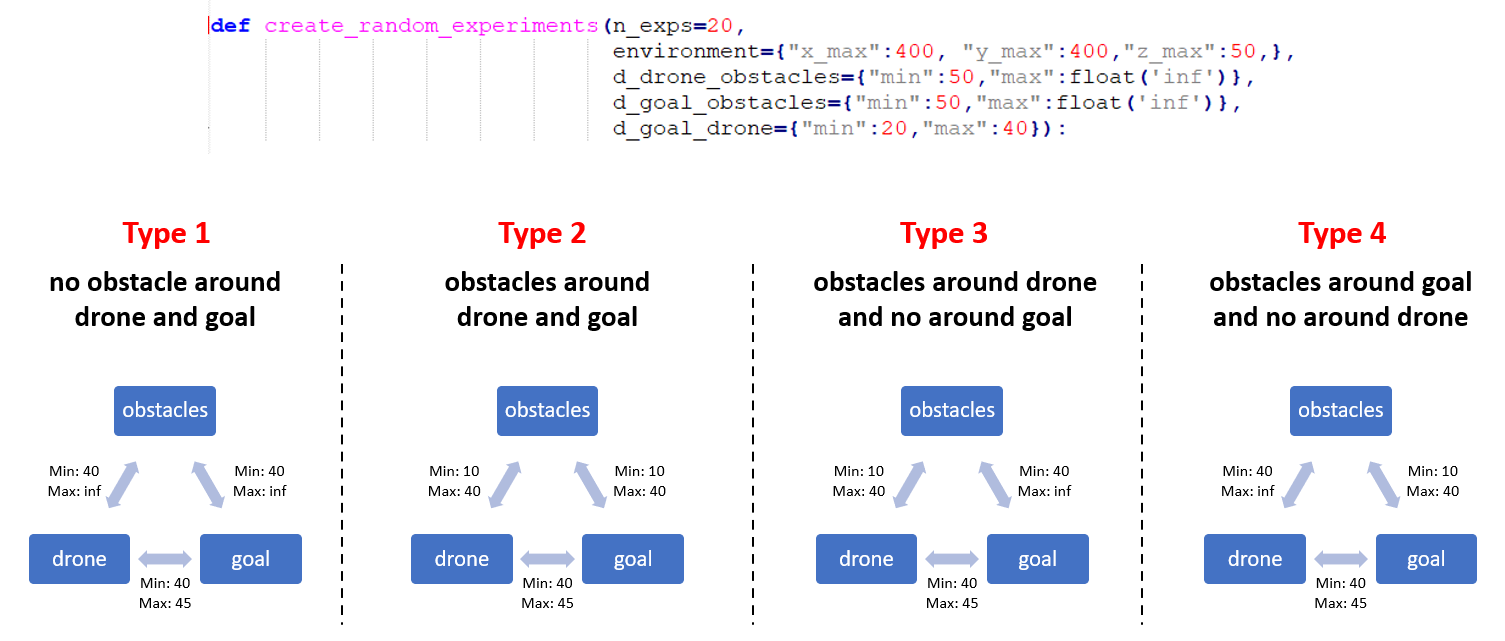 def create_random_experiments(n_exps=20,
environment={"x_max":400, "y_max":400,"z_max":50,},
d_drone_obstacles={"min":50,"max":float('inf')},
d_goal_obstacles={"min":50,"max":float('inf')},
d_goal_drone={"min":20,"max":40}):
Type 1
no obstacle around
drone and goal
obstacles
Min: 40
Max: inf
Min: 40
Max: inf
drone
goal
Min: 40
Max: 45
Type 2
obstacles around
drone and goal
obstacles
Min: 10
Max: 40
Min: 10
Max: 40
drone
goal
Min: 40
Max: 45
Type 3
obstacles around drone
and no around goal
obstacles
Min: 10
Max: 40
Min: 40
Max: inf
drone
goal
Min: 40
Max: 45
Type 4
obstacles around goal
and no around drone
obstacles
Min: 40
Max: inf
Min: 10
Max: 40
drone
goal
Min: 40
Max: 45